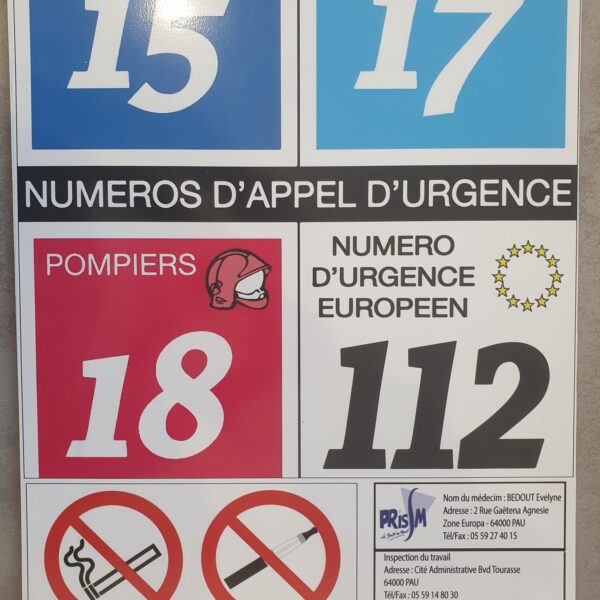 15
17
NUMEROS D'APPEL D'URGENCE
POMPIERS
18
NUMERO
D'URGENCE
EUROPEEN
112
PRisSM
Nom du médecim : BEDOUT Evelyne
Adresse : 2 Rue Gaëtena Agnesie
Zone Europa - 64000 PAU
Tél/Fax : 05 59 27 40 15
Inspection du travail
Adresse : Cité Administrative Bvd Tourasse
64000 PAU
Tél/Fax : 05 59 14 80 30